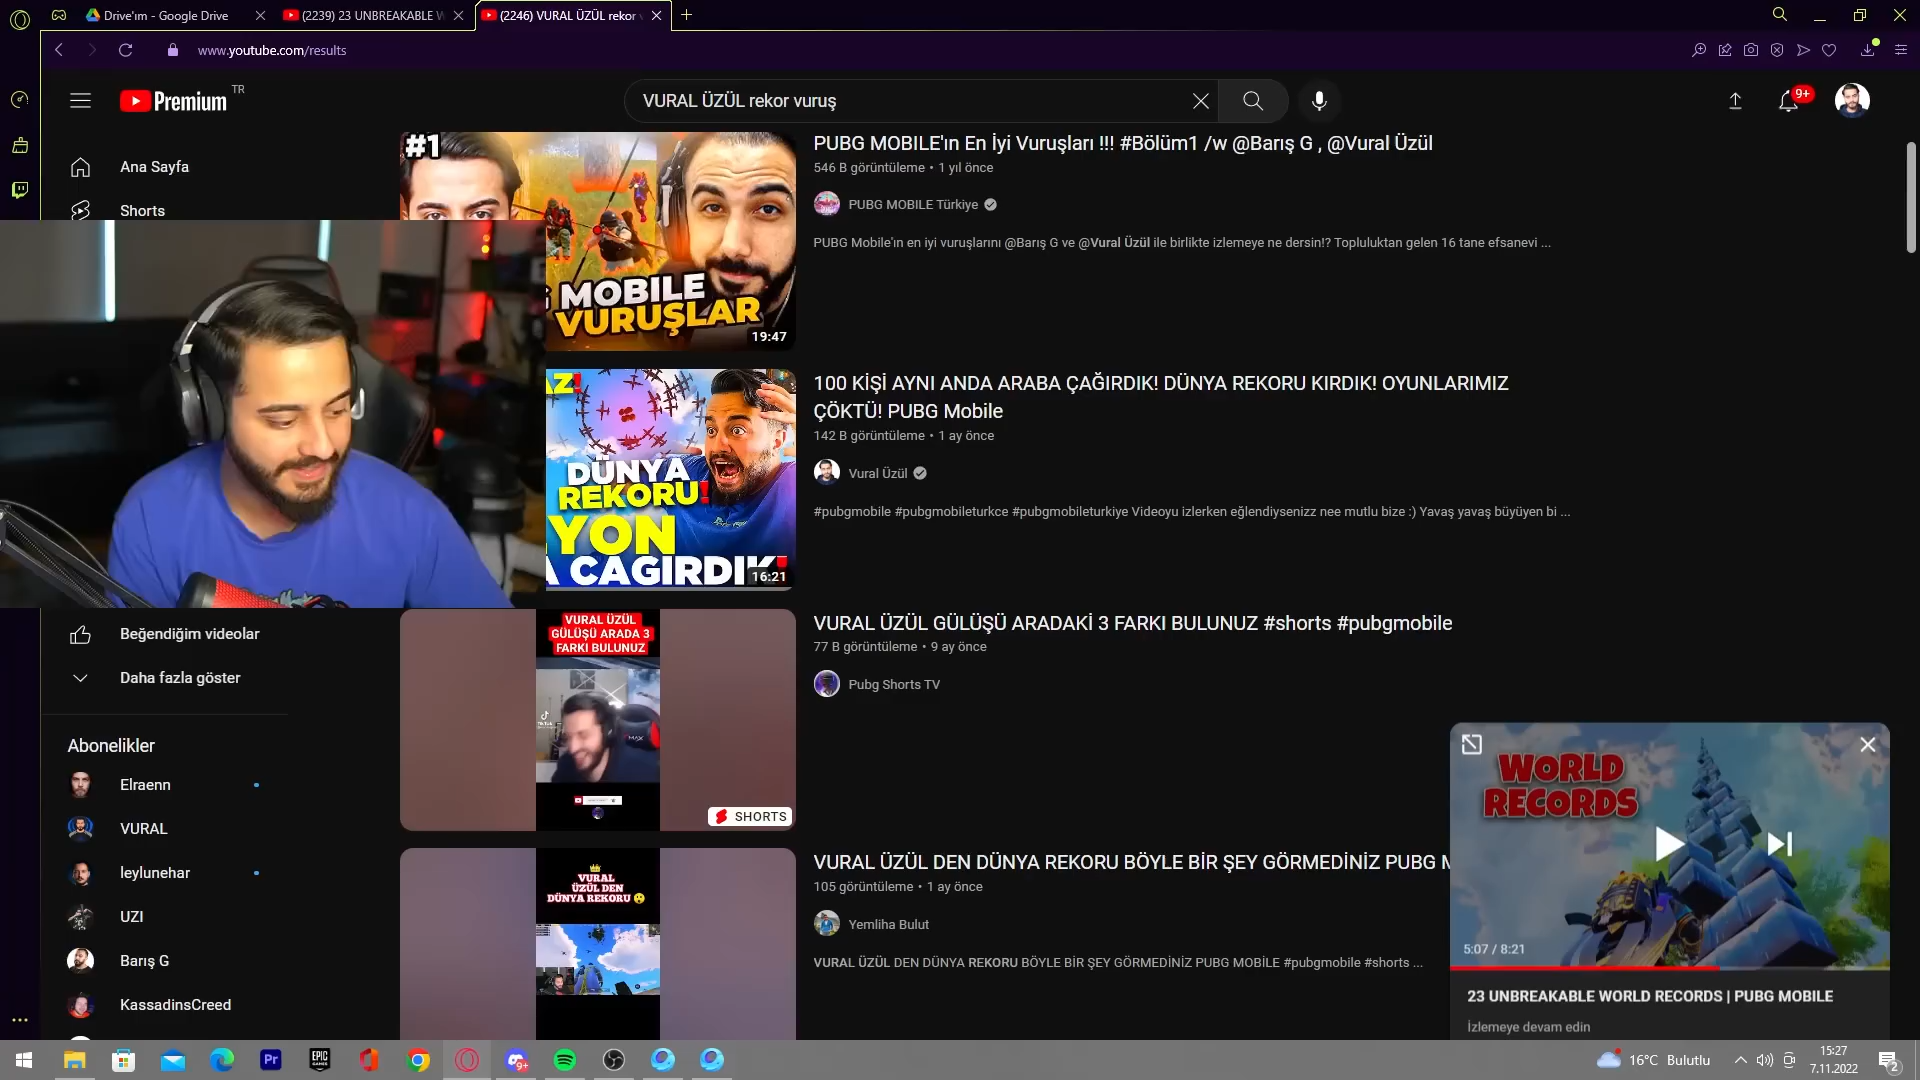 Drive'ım - Google Drive
(2239) 23 UNBREAKABLE W
(2246) VURAL ÜZÜL rekor v
www.youtube.com/results
Premium TR
VURAL ÜZÜL rekor vuruş
9+
Ana Sayfa
Shorts
#1
MOBILE
VURUŞLAR
19:47
PUBG MOBILE'ın En İyi Vuruşları !!! #Bölüm1 /w @Barış G , @Vural Üzül
546 B görüntüleme • 1 yıl önce
PUBG MOBILE Türkiye
PUBG Mobile'ın en iyi vuruşlarını @Barış G ve @Vural Üzül ile birlikte izlemeye ne dersin!? Topluluktan gelen 16 tane efsanevi ...
AZ!
DÜNYA
REKORU!
YON
A CAGIRDIK!
16:21
100 KİŞİ AYNI ANDA ARABA ÇAĞIRDIK! DÜNYA REKORU KIRDIK! OYUNLARIMIZ
ÇÖKTÜ! PUBG Mobile
142 B görüntüleme • 1 ay önce
Vural Üzül
#pubgmobile #pubgmobileturkce #pubgmobileturkiye Videoyu izlerken eğlendiysenizz nee mutlu bize :) Yavaş yavaş büyüyen bi ...
Beğendiğim videolar
Daha fazla göster
Abonelikler
Elraenn
VURAL
leylunehar
UZI
Barış G
KassadinsCreed
VURAL ÜZÜL
GÜLÜŞÜ ARADA 3
FARKI BULUNUZ
SHORTS
VURAL ÜZÜL GÜLÜŞÜ ARADAKİ 3 FARKI BULUNUZ #shorts #pubgmobile
77 B görüntüleme • 9 ay önce
Pubg Shorts TV
VURAL
ÜZÜL DEN
DÜNYA REKORU
VURAL ÜZÜL DEN DÜNYA REKORU BÖYLE BİR ŞEY GÖRMEDİNİZ PUBG M
105 görüntüleme • 1 ay önce
Yemliha Bulut
VURAL ÜZÜL DEN DÜNYA REKORU BÖYLE BİR ŞEY GÖRMEDİNİZ PUBG MOBİLE #pubgmobile #shorts ...
WORLD
RECORDS
5:07 / 8:21
23 UNBREAKABLE WORLD RECORDS | PUBG MOBILE
İzlemeye devam edin
Pr
EPIC
GAMES
9+
16°C Bulutlu
15:27
7.11.2022
2